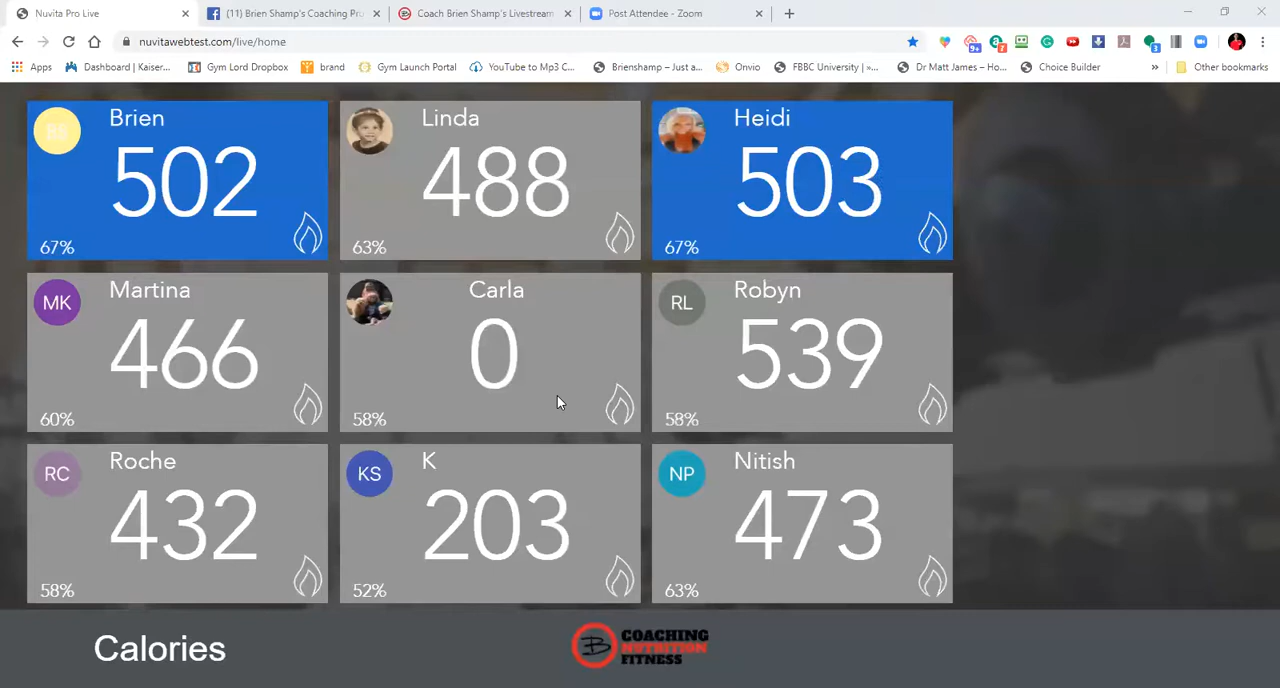 Nuvita Pro Live
(11) Brien Shamp's Coaching Pr
Coach Brien Shamp's Livestream
Post Attendee - Zoom
nuvitawebtest.com/live/home
9+
7
3
Apps
Dashboard | Kaiser...
Gym Lord Dropbox
brand
Gym Launch Portal
YouTube to Mp3 C...
Brienshamp – Just a...
Onvio
FBBC University | »...
Dr Matt James – Ho...
Choice Builder
»
Other bookmarks
BS
Brien
502
67%
Linda
488
63%
Heidi
503
67%
MK
Martina
466
60%
Carla
0
58%
RL
Robyn
539
58%
RC
Roche
432
58%
KS
K
203
52%
NP
Nitish
473
63%
Calories
B
COACHING
NUTRITION
FITNESS